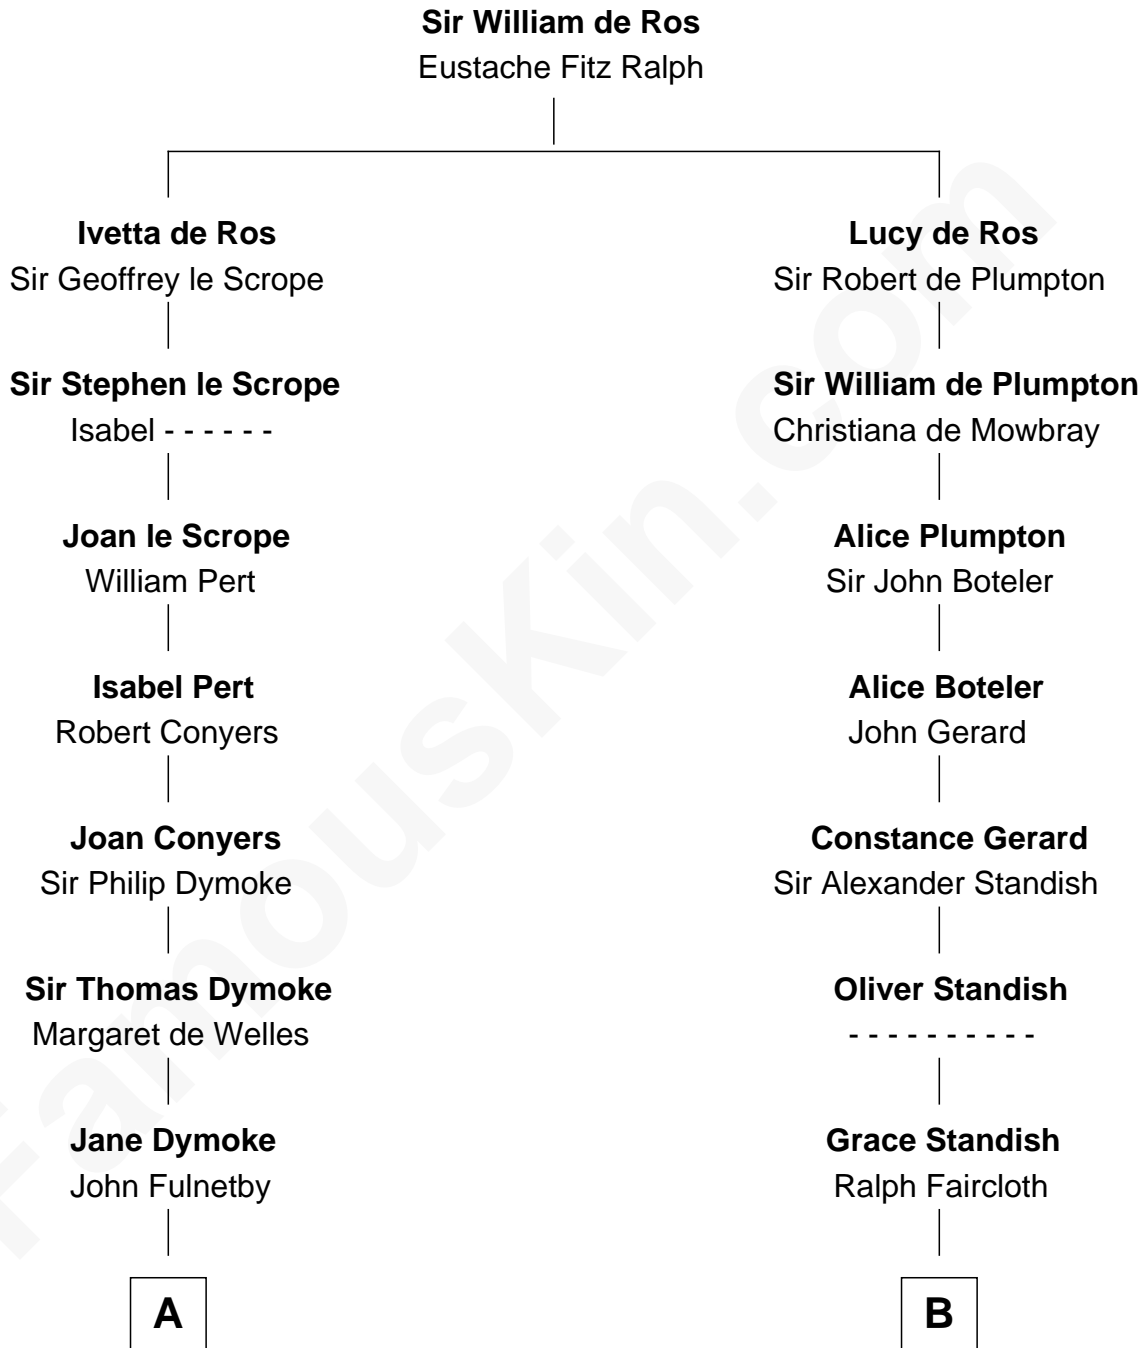 Sir William de Ros
Eustache Fitz Ralph
Ivetta de Ros
Sir Geoffrey le Scrope
Lucy de Ros
Sir Robert de Plumpton
Sir Stephen le Scrope
Isabel - - - - - -
Sir William de Plumpton
Christiana de Mowbray
Joan le Scrope
William Pert
Alice Plumpton
Sir John Boteler
Isabel Pert
Robert Conyers
Alice Boteler
John Gerard
Joan Conyers
Sir Philip Dymoke
Constance Gerard
Sir Alexander Standish
Sir Thomas Dymoke
Margaret de Welles
Oliver Standish
- - - - - - - - - -
Jane Dymoke
John Fulnetby
Grace Standish
Ralph Faircloth
A
B
FamousKin.com